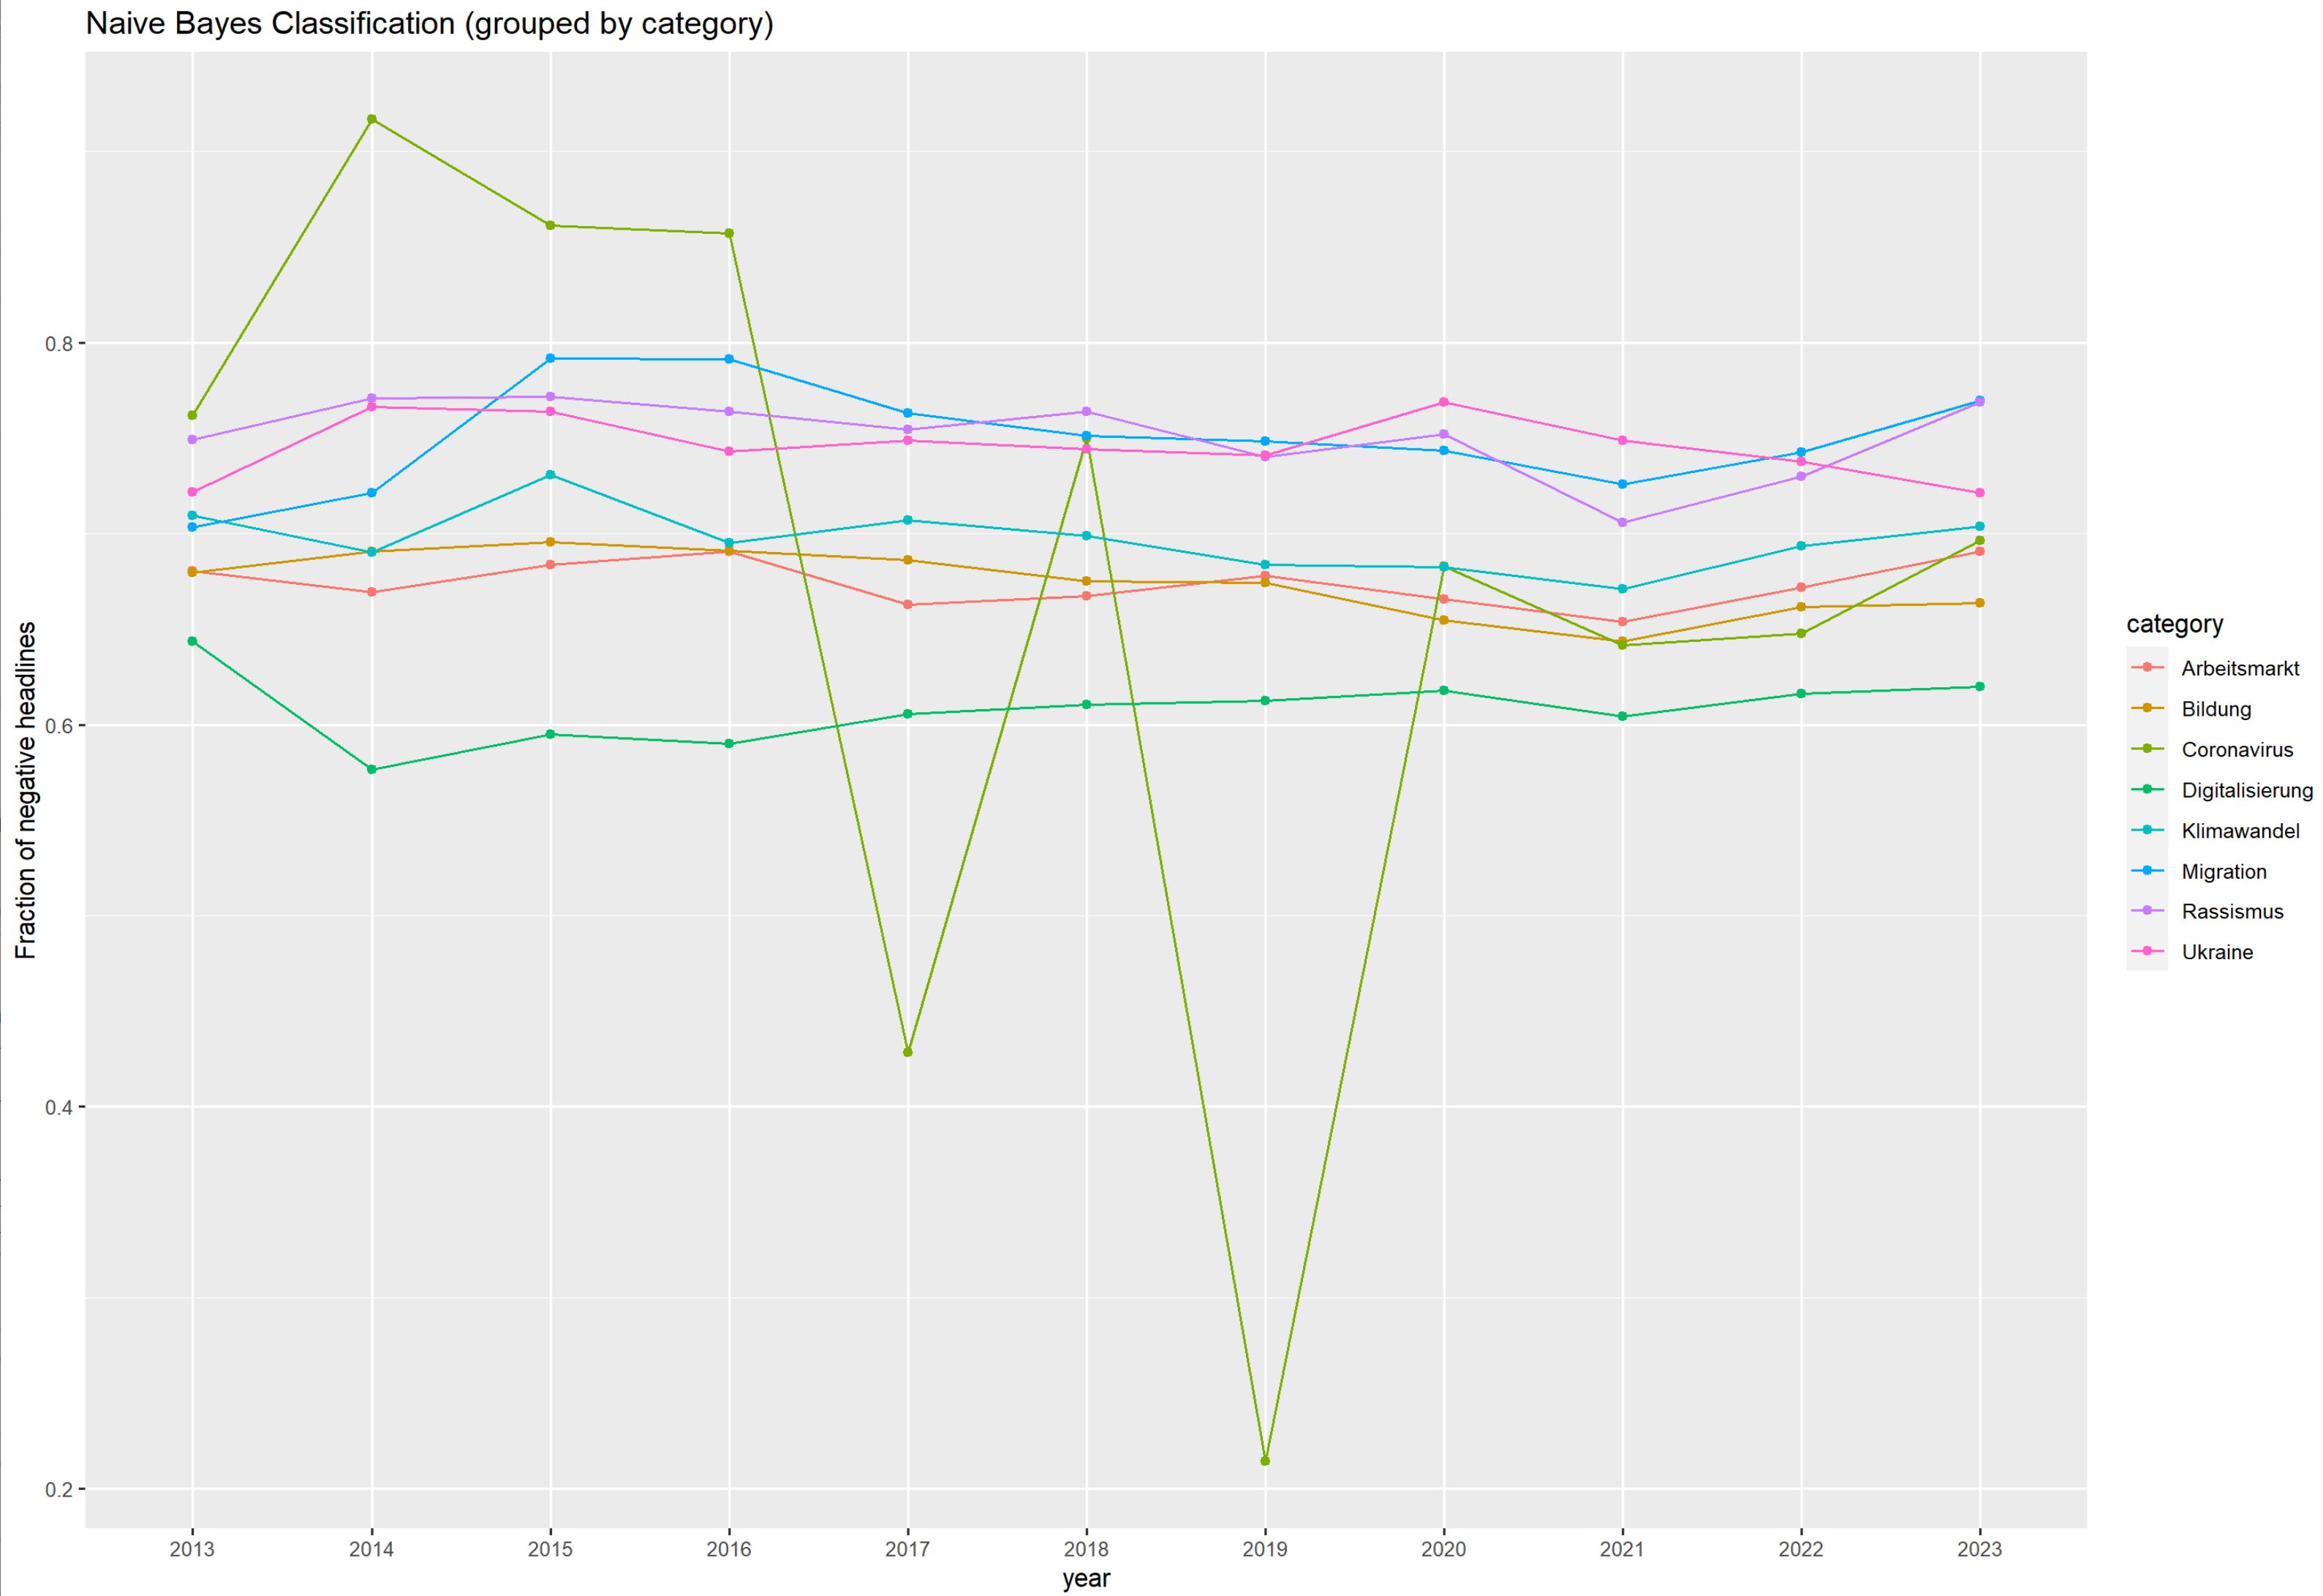 Naive Bayes Classification (grouped by category)
Fraction of negative headlines
0.8
0.6
0.4
0.2
2013 2014 2015 2016 2017 2018 2019 2020 2021 2022 2023
year
category
Arbeitsmarkt
Bildung
Coronavirus
Digitalisierung
Klimawandel
Migration
Rassismus
Ukraine